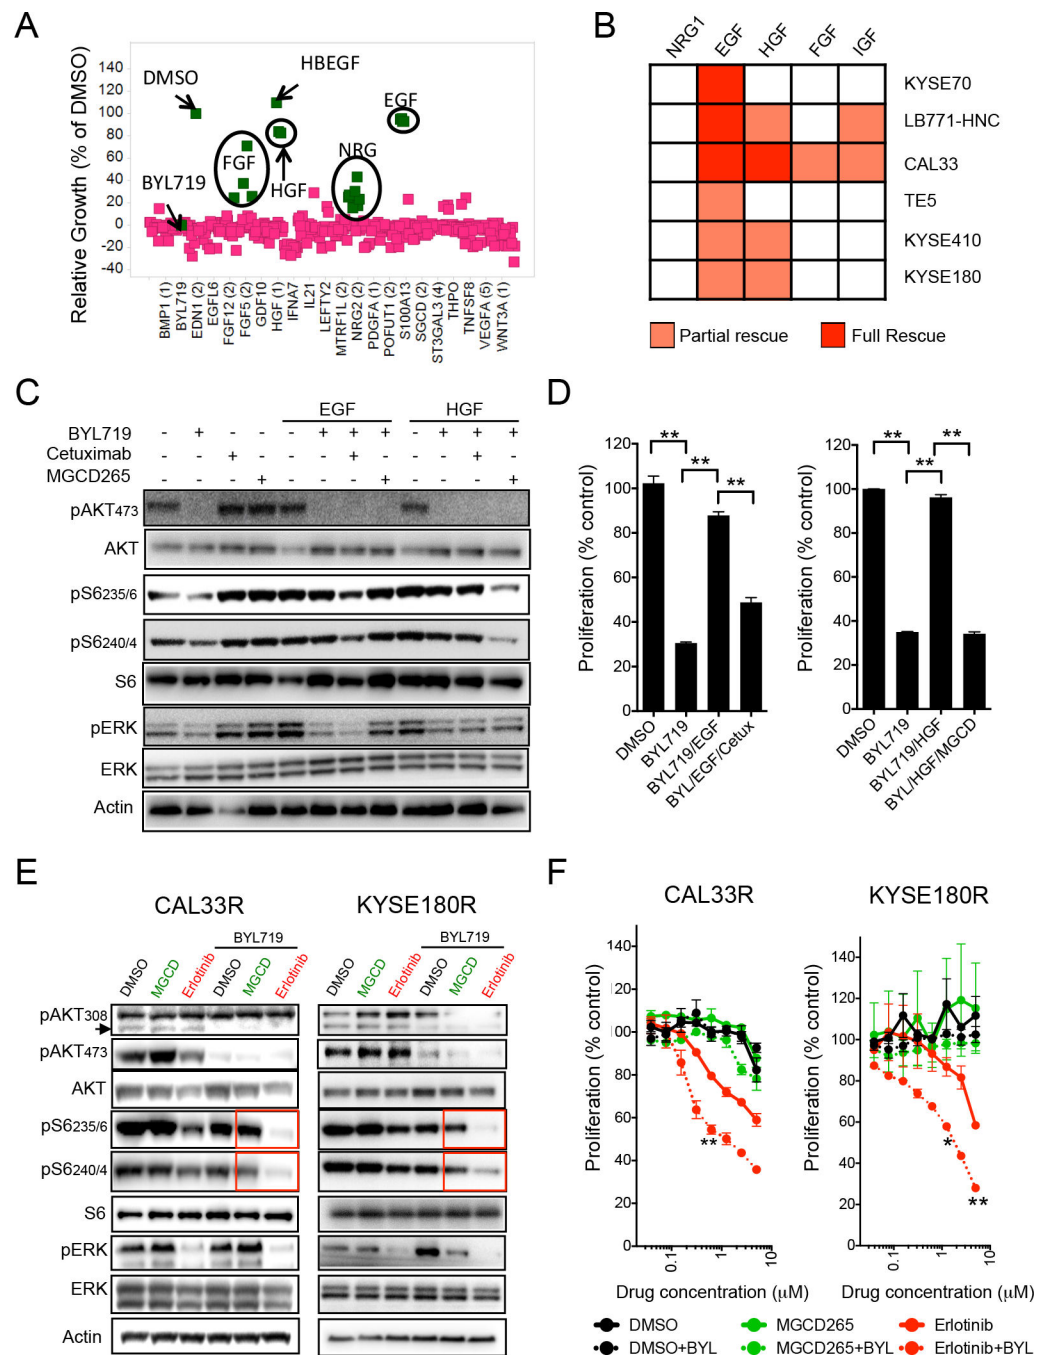 A
Relative Growth (% of DMSO)
140
120
100
80
60
40
20
0
-20
-40
DMSO
HBEGF
EGF
FGF
HGF
NRG
BYL719
BMP1 (1)
BYL719
EDN1 (2)
EGFL6
FGF12 (2)
FGF5 (2)
GDF10
HGF (1)
IFNA7
IL21
LEFTY2
MTRF1L (2)
NRG2 (2)
PDGFA (1)
POFUT1 (2)
S100A13
SGCD (2)
ST3GAL3 (4)
THPO
TNFSF8
VEGFA (5)
WNT3A (1)
B
NRG1 EGF HGF FGF IGF
KYSE70
LB771-HNC
CAL33
TE5
KYSE410
KYSE180
Partial rescue Full Rescue
C
EGF HGF
BYL719 - + - - - + + + - + + +
Cetuximab - - + - - - + - - - + -
MGCD265 - - - + - - - + - - - +
pAKT473
AKT
pS6235/6
pS6240/4
S6
pERK
ERK
Actin
D
Proliferation (% control)
120
100
80
60
40
20
0
** ** **
DMSO
BYL719
BYL719/EGF
BYL/EGF/Cetux
Proliferation (% control)
120
100
80
60
40
20
0
** ** **
DMSO
BYL719
BYL719/HGF
BYL/HGF/MGCD
E
CAL33R KYSE180R
BYL719 BYL719
DMSO MGCD Erlotinib DMSO MGCD Erlotinib DMSO MGCD Erlotinib DMSO MGCD Erlotinib
pAKT308
pAKT473
AKT
pS6235/6
pS6240/4
S6
pERK
ERK
Actin
F
CAL33R
Proliferation (% control)
140
120
100
80
60
40
20
0
**
0.1 1 10
Drug concentration (µM)
KYSE180R
Proliferation (% control)
140
120
100
80
60
40
20
0
*
**
0.1 1 10
Drug concentration (µM)
DMSO MGCD265 Erlotinib
DMSO+BYL MGCD265+BYL Erlotinib+BYL